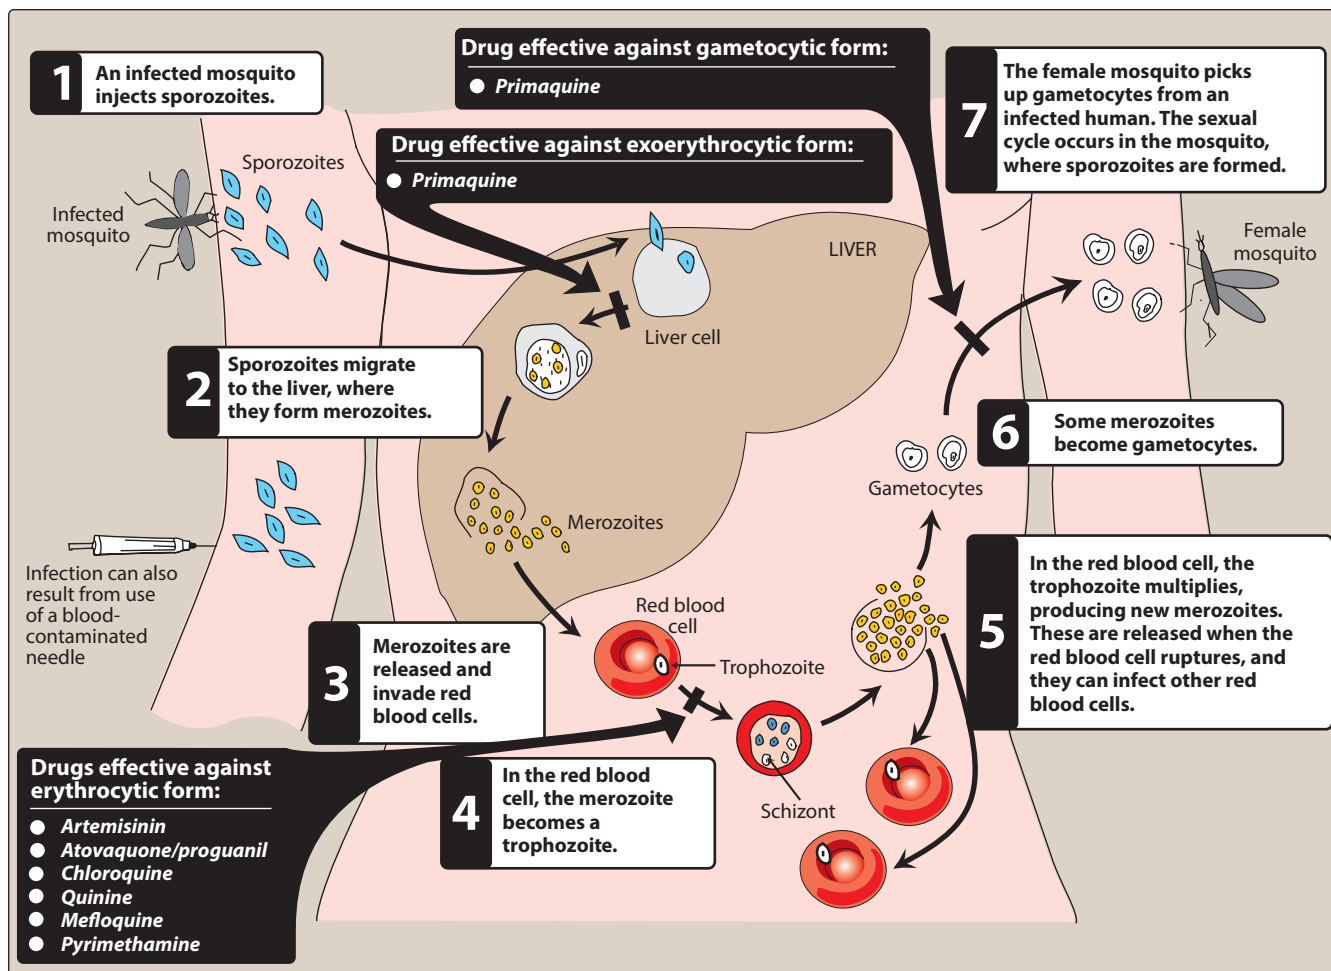 1
An infected mosquito
injects sporozoites.
Drug effective against gametocytic form:
Primaquine
Drug effective against exoerythrocytic form:
Primaquine
7
The female mosquito picks
up gametocytes from an
infected human. The sexual
cycle occurs in the mosquito,
where sporozoites are formed.
Sporozoites
Infected
mosquito
LIVER
Female
mosquito
Liver cell
2
Sporozoites migrate
to the liver, where
they form merozoites.
6
Some merozoites
become gametocytes.
Gametocytes
Merozoites
Infection can also
result from use
of a blood-
contaminated
needle
5
In the red blood cell, the
trophozoite multiplies,
producing new merozoites.
These are released when the
red blood cell ruptures, and
they can infect other red
blood cells.
Red blood
cell
Trophozoite
3
Merozoites are
released and
invade red
blood cells.
Schizont
4
In the red blood
cell, the merozoite
becomes a
trophozoite.
Drugs effective against
erythrocytic form:
Artemisinin
Atovaquone/proguanil
Chloroquine
Quinine
Mefloquine
Pyrimethamine